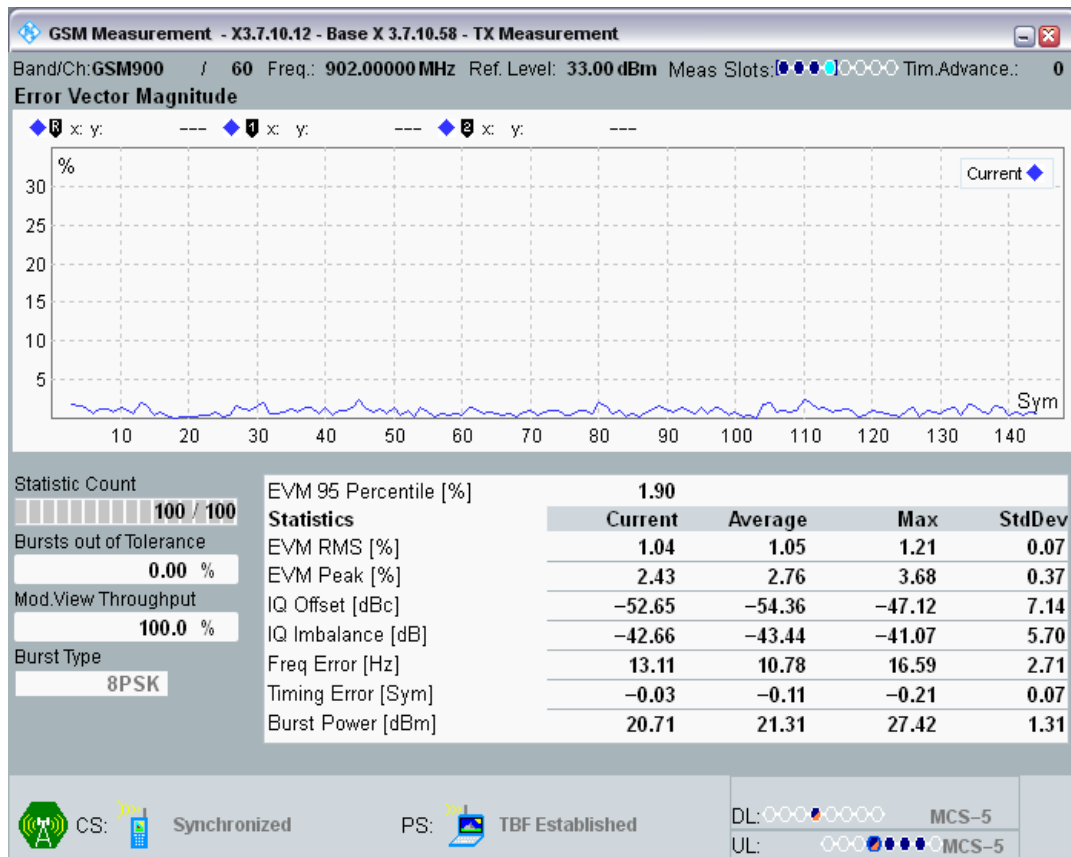 GSM Measurement - X3.7.10.12 - Base X 3.7.10.58 - TX Measurement
Band/Ch:GSM900 / 60 Freq.: 902.00000 MHz Ref. Level: 33.00 dBm Meas Slots: Tim.Advance.: 0
Error Vector Magnitude
R x: y: --- 1 x: y: --- 2 x: y: ---
%
Current
30
25
20
15
10
5
Sym
10 20 30 40 50 60 70 80 90 100 110 120 130 140
Statistic Count
100 / 100
Bursts out of Tolerance
0.00 %
Mod.View Throughput
100.0 %
Burst Type
8PSK
EVM 95 Percentile [%] 1.90
Statistics Current Average Max StdDev
EVM RMS [%] 1.04 1.05 1.21 0.07
EVM Peak [%] 2.43 2.76 3.68 0.37
IQ Offset [dBc] −52.65 −54.36 −47.12 7.14
IQ Imbalance [dB] −42.66 −43.44 −41.07 5.70
Freq Error [Hz] 13.11 10.78 16.59 2.71
Timing Error [Sym] −0.03 −0.11 −0.21 0.07
Burst Power [dBm] 20.71 21.31 27.42 1.31
CS: Synchronized PS: TBF Established
DL: MCS−5
UL: MCS−5